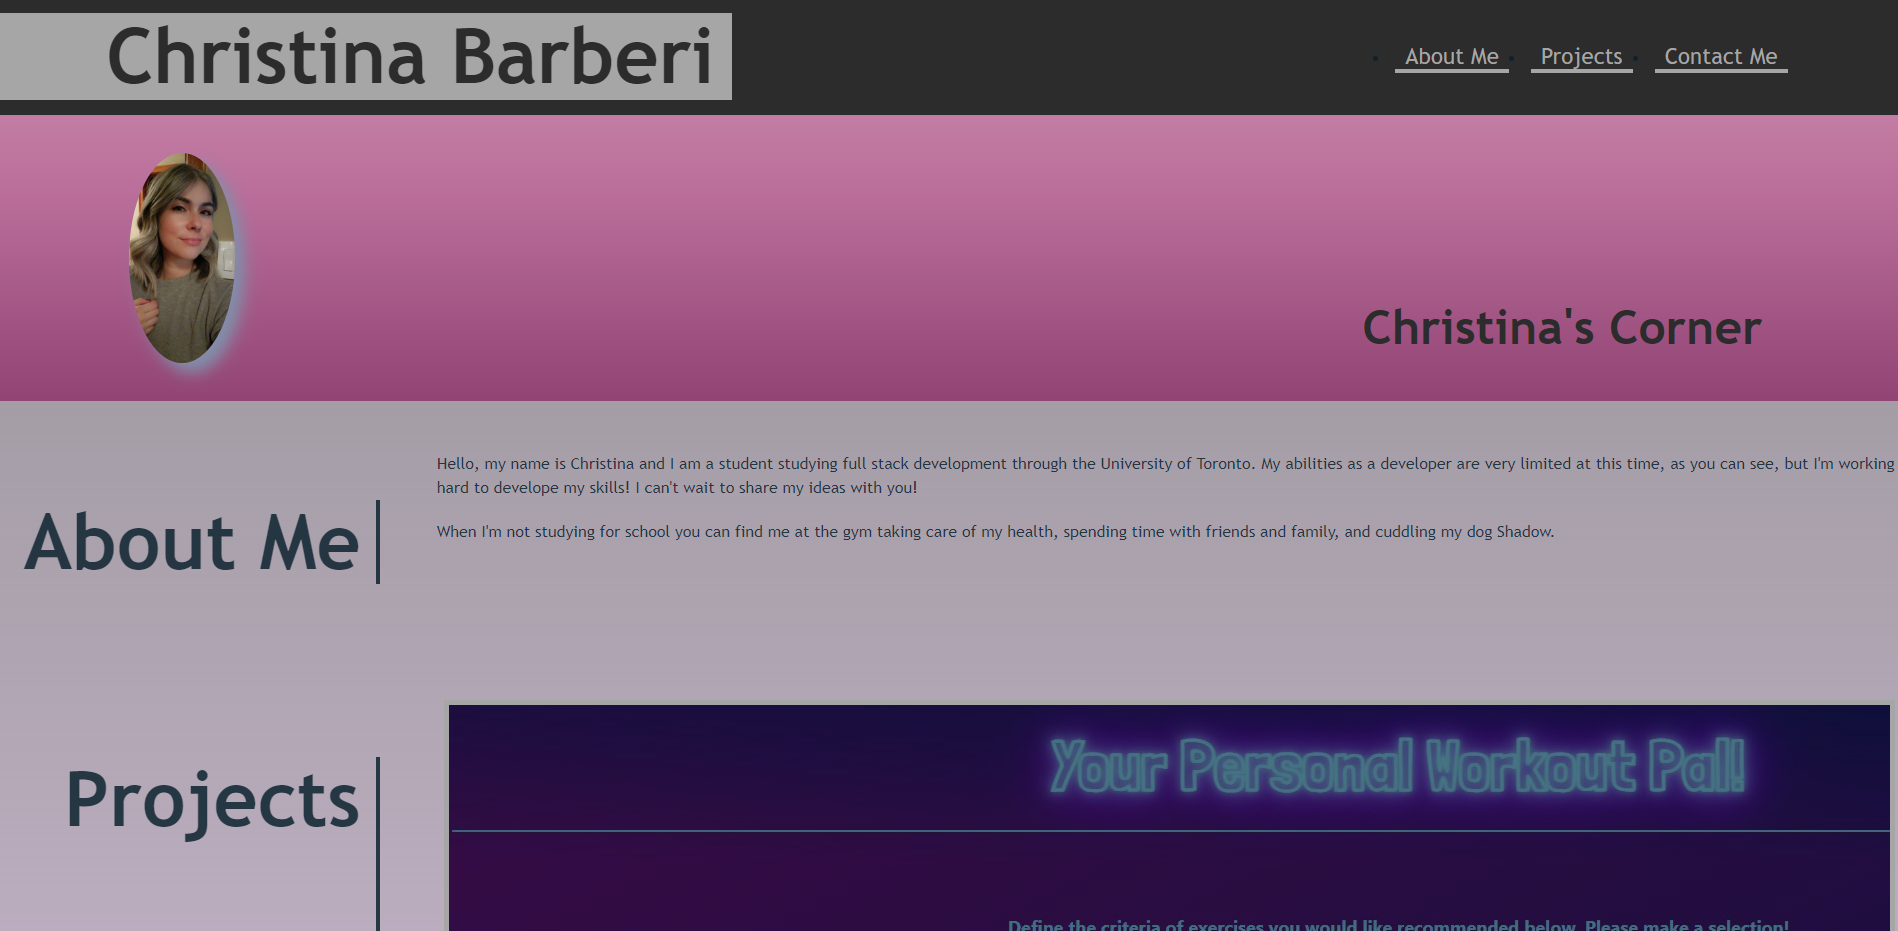 Christina Barberi
About Me
Projects
Contact Me
Christina's Corner
Hello, my name is Christina and I am a student studying full stack development through the University of Toronto. My abilities as a developer are very limited at this time, as you can see, but I'm working
hard to develope my skills! I can't wait to share my ideas with you!
When I'm not studying for school you can find me at the gym taking care of my health, spending time with friends and family, and cuddling my dog Shadow.
About Me
Projects
Your Personal Workout Pal!
Define the criteria of exercises you would like recommended below. Please make a selection!